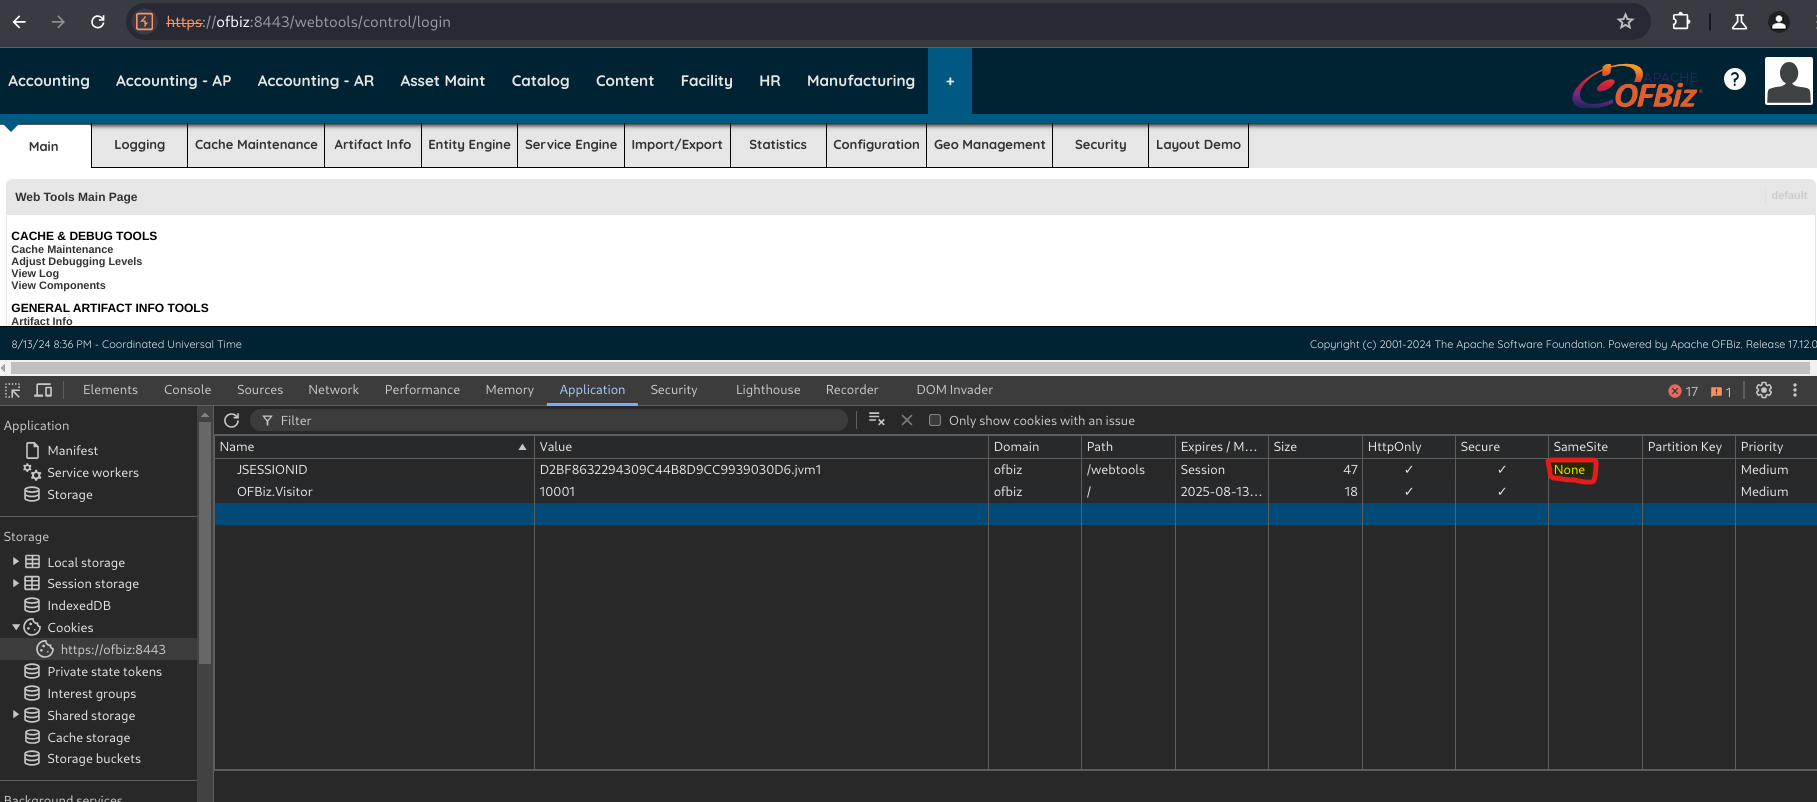 https://ofbiz:8443/webtools/control/login
Accounting Accounting - AP Accounting - AR Asset Maint Catalog Content Facility HR Manufacturing +
APACHE
OFBiz
?
Main Logging Cache Maintenance Artifact Info Entity Engine Service Engine Import/Export Statistics Configuration Geo Management Security Layout Demo
Web Tools Main Page default
CACHE & DEBUG TOOLS
Cache Maintenance
Adjust Debugging Levels
View Log
View Components
GENERAL ARTIFACT INFO TOOLS
Artifact Info
8/13/24 8:36 PM - Coordinated Universal Time Copyright (c) 2001-2024 The Apache Software Foundation. Powered by Apache OFBiz. Release 17.12.0
Elements Console Sources Network Performance Memory Application Security Lighthouse Recorder DOM Invader 17 1
Application
Manifest
Service workers
Storage
Storage
Local storage
Session storage
IndexedDB
Cookies
https://ofbiz:8443
Private state tokens
Interest groups
Shared storage
Cache storage
Storage buckets
Background services
Filter Only show cookies with an issue
Name Value Domain Path Expires / M... Size HttpOnly Secure SameSite Partition Key Priority
JSESSIONID D2BF8632294309C44B8D9CC9939030D6.jvm1 ofbiz /webtools Session 47 ✓ ✓ None Medium
OFBiz.Visitor 10001 ofbiz / 2025-08-13... 18 ✓ ✓ Medium